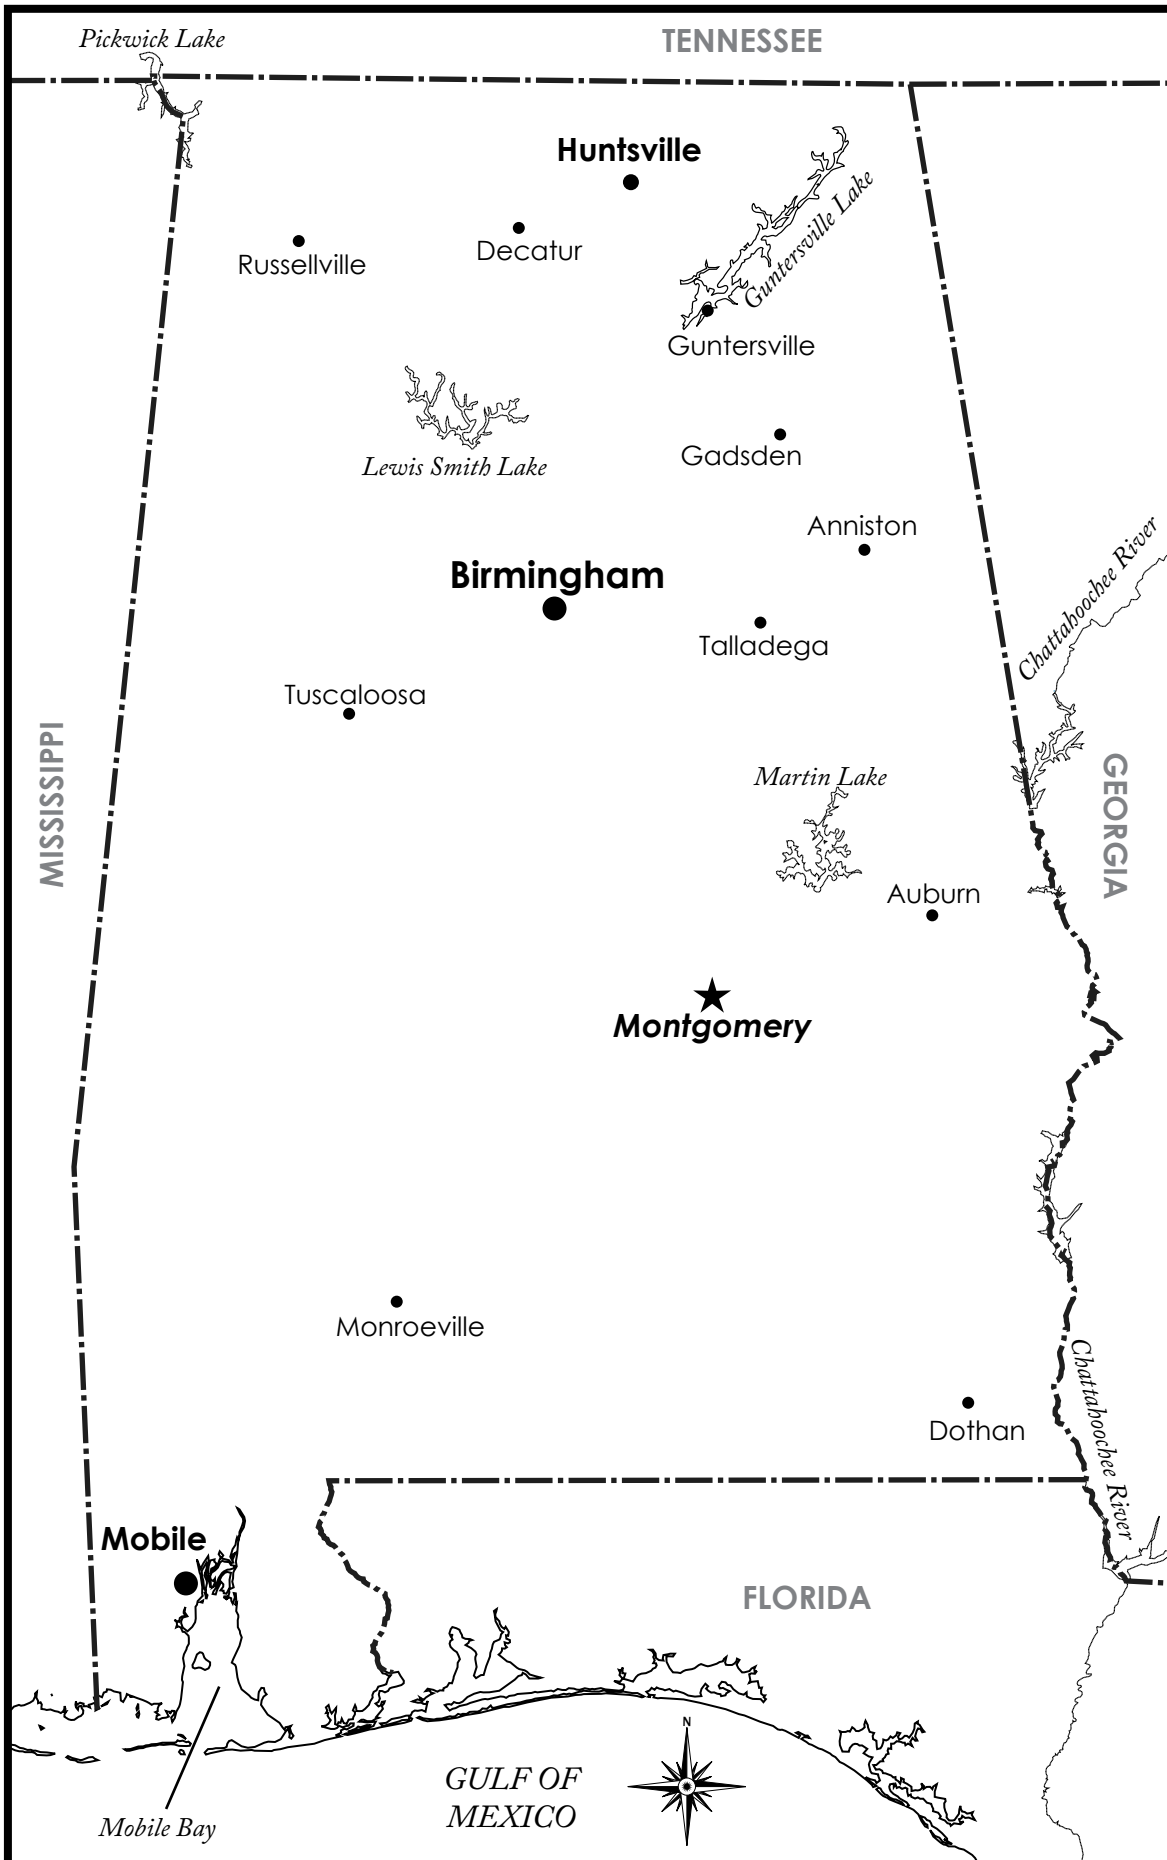 Pickwick Lake
TENNESSEE
Huntsville
Guntersville Lake
Decatur
Russellville
Guntersville
Gadsden
Lewis Smith Lake
Anniston
Chattahoochee River
Birmingham
Talladega
Tuscaloosa
MISSISSIPPI
Martin Lake
GEORGIA
Auburn
Montgomery
Monroeville
Chattahoochee River
Dothan
Mobile
FLORIDA
N
GULF OF
MEXICO
Mobile Bay